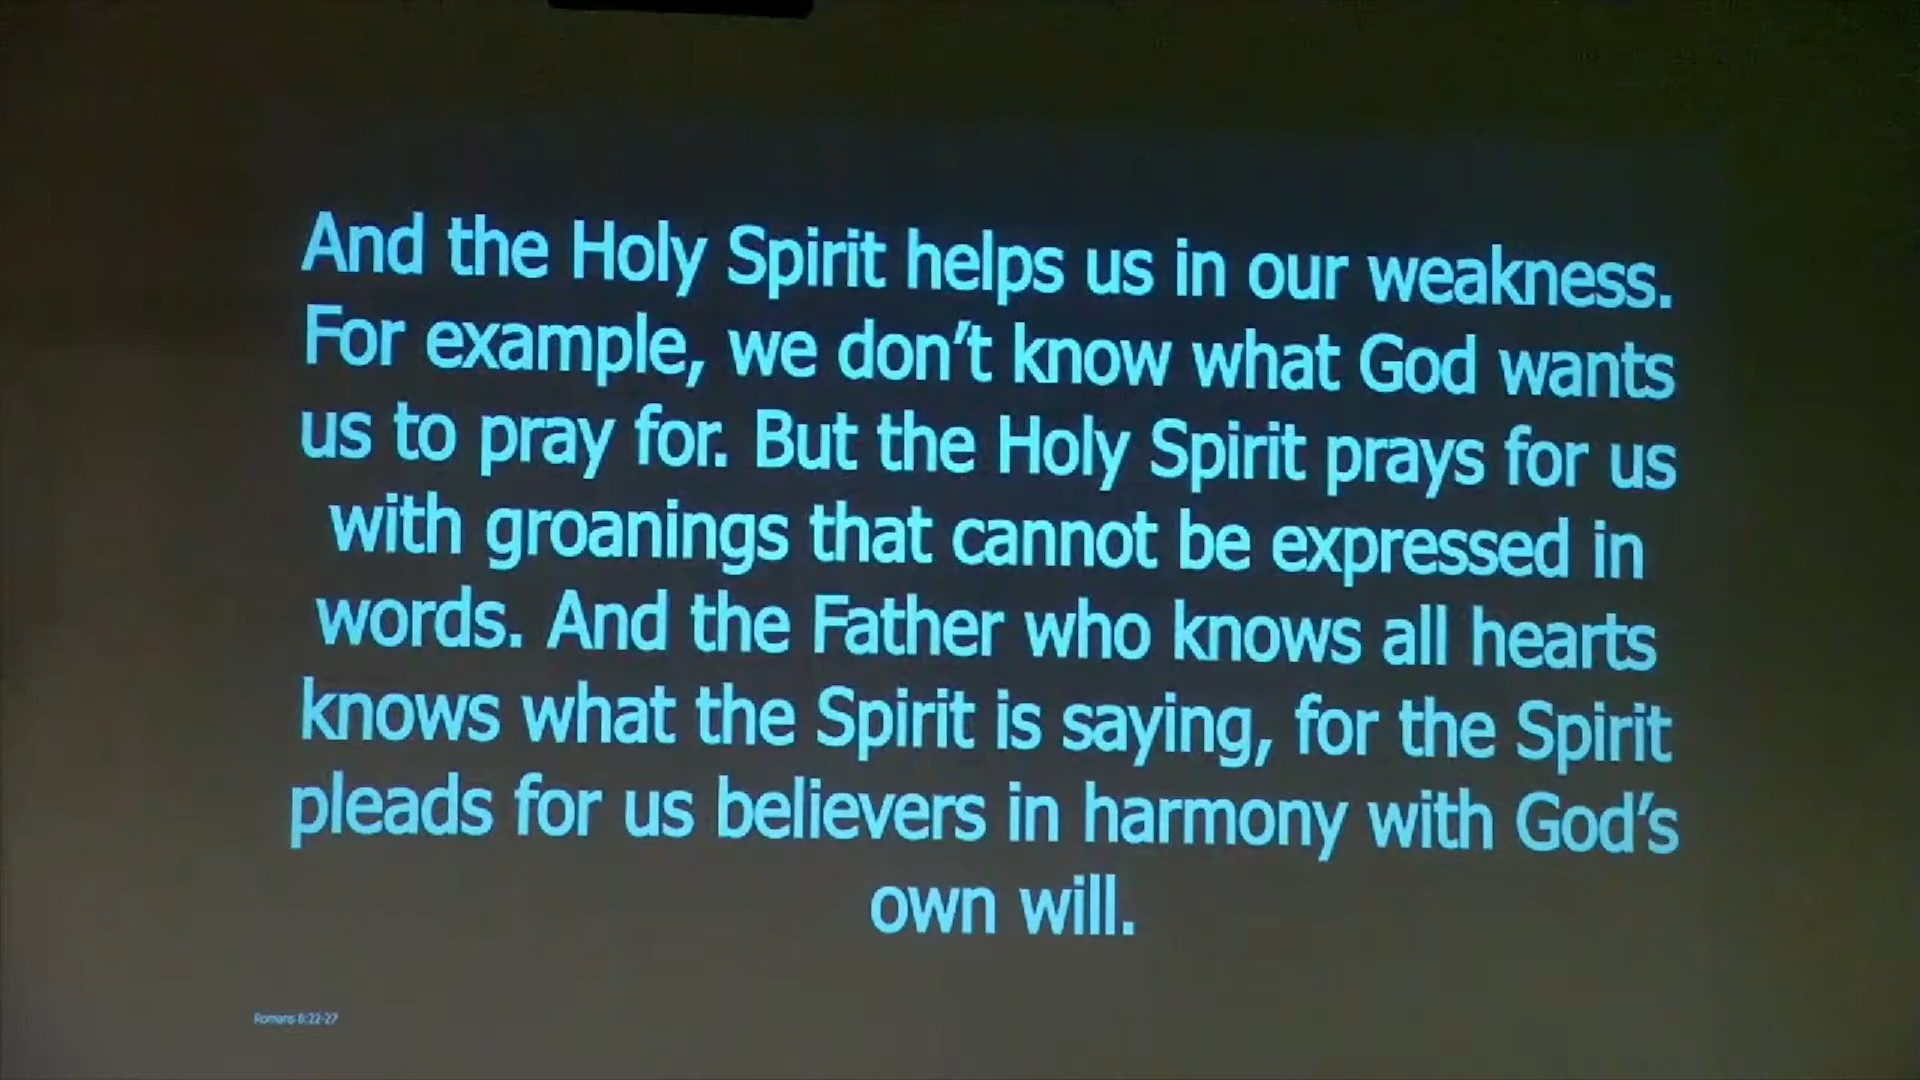 And the Holy Spirit helps us in our weakness.
For example, we don’t know what God wants
us to pray for. But the Holy Spirit prays for us
with groanings that cannot be expressed in
words. And the Father who knows all hearts
knows what the Spirit is saying, for the Spirit
pleads for us believers in harmony with God’s
own will.
Romans 8:22-27